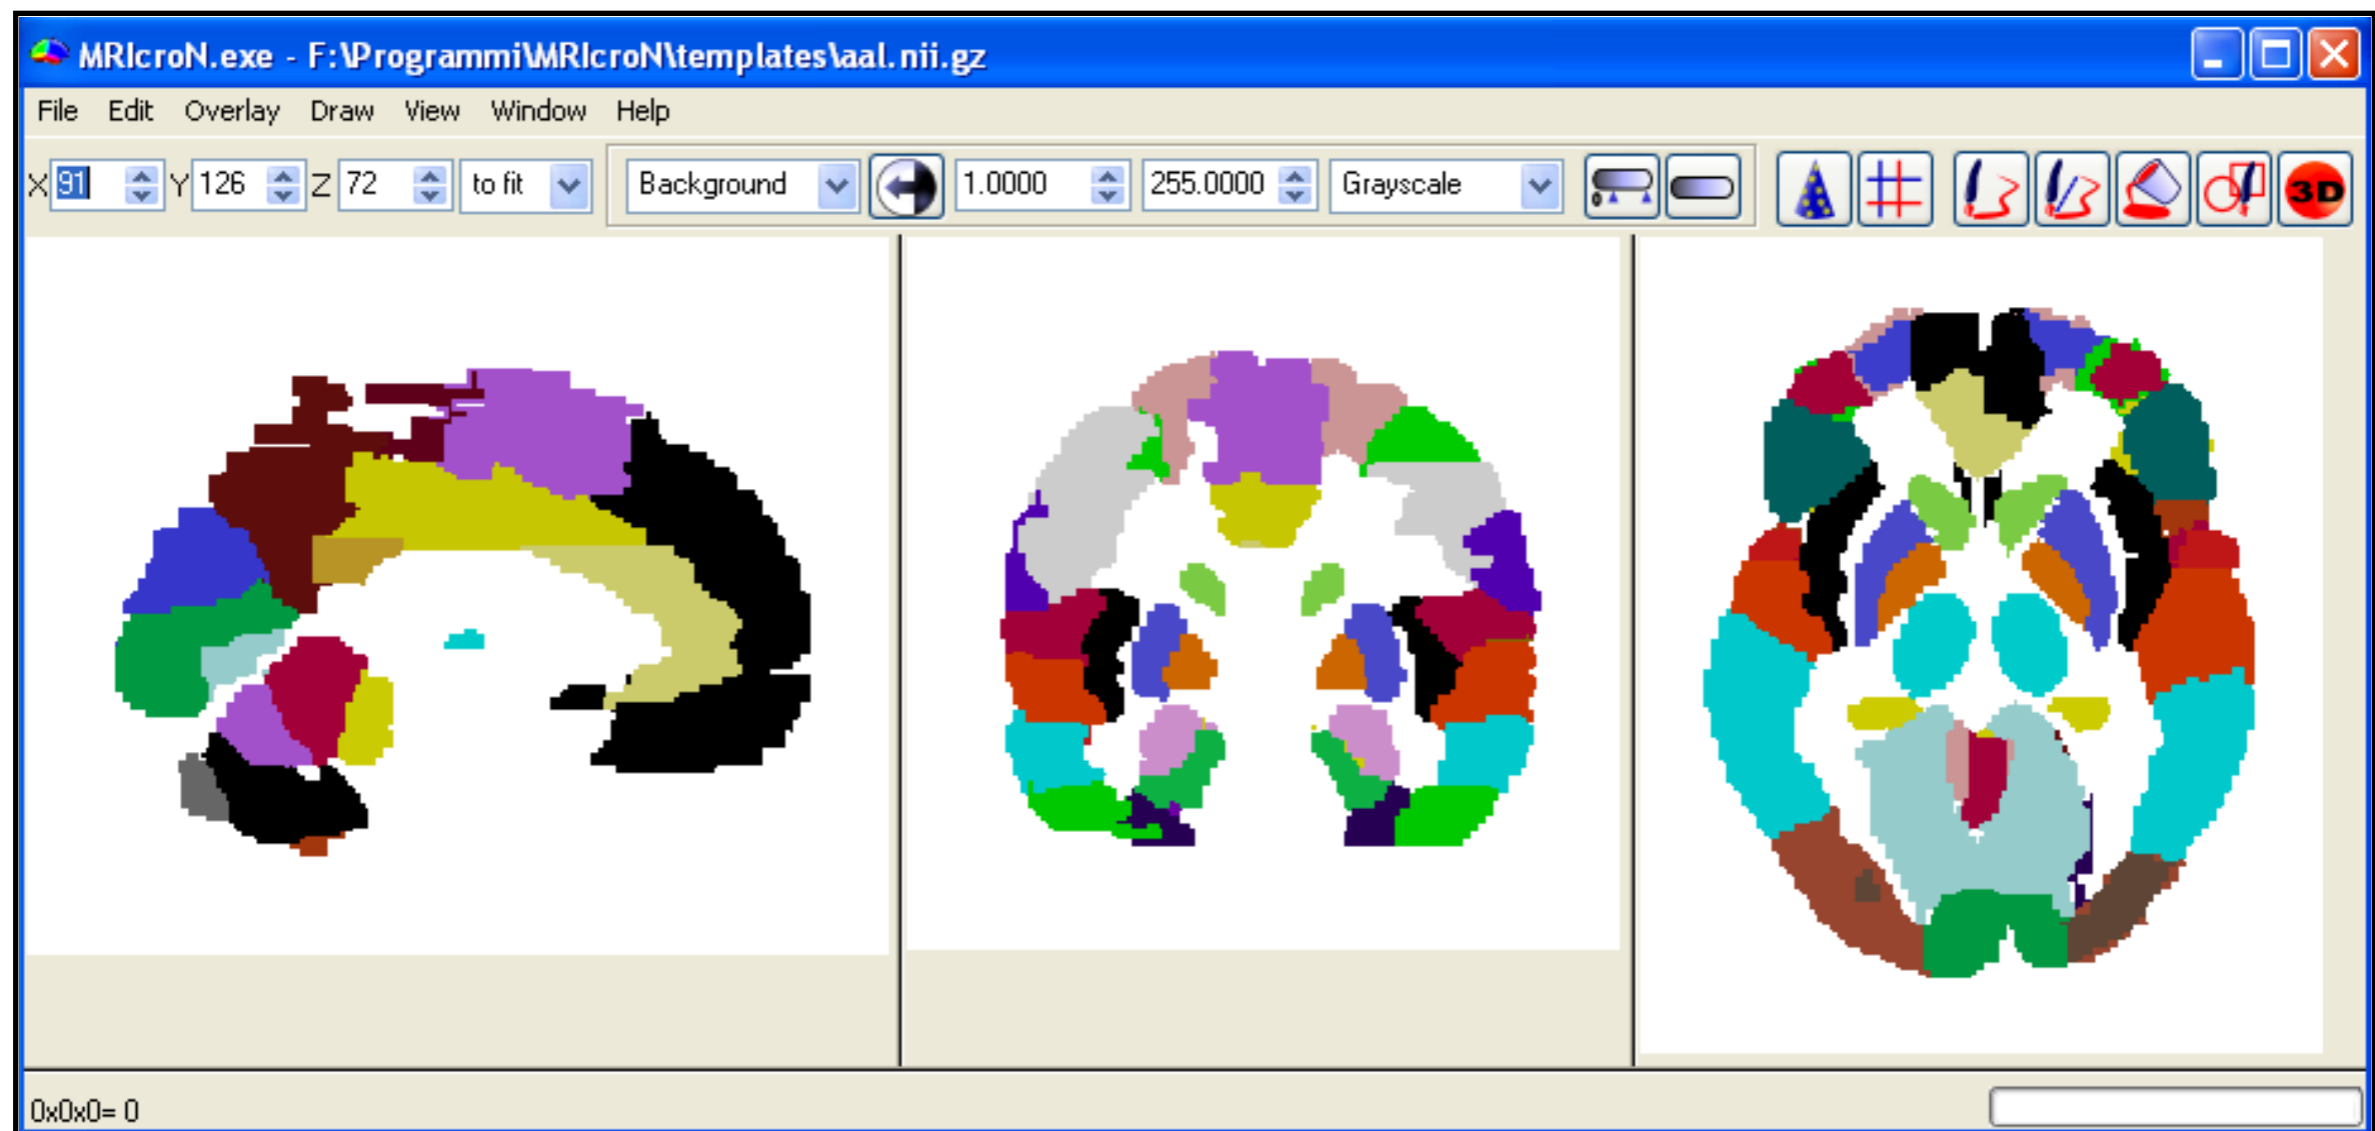 MRIcroN.exe - F:\Programmi\MRIcroN\templates\aal.nii.gz
File Edit Overlay Draw View Window Help
X 91 Y 126 Z 72 to fit Background 1.0000 255.0000 Grayscale 3D
0x0x0= 0